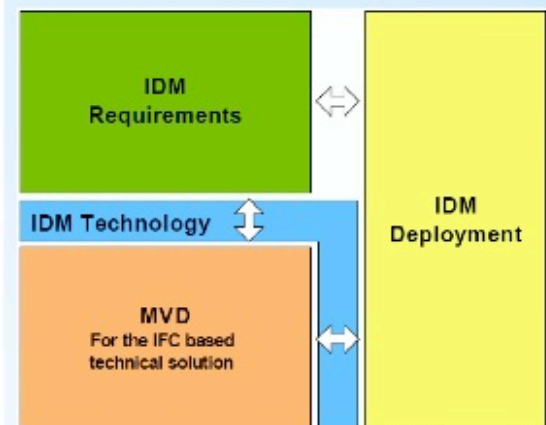 IDM
Requirements
IDM Technology
MVD
For the IFC based
technical solution
IDM
Deployment